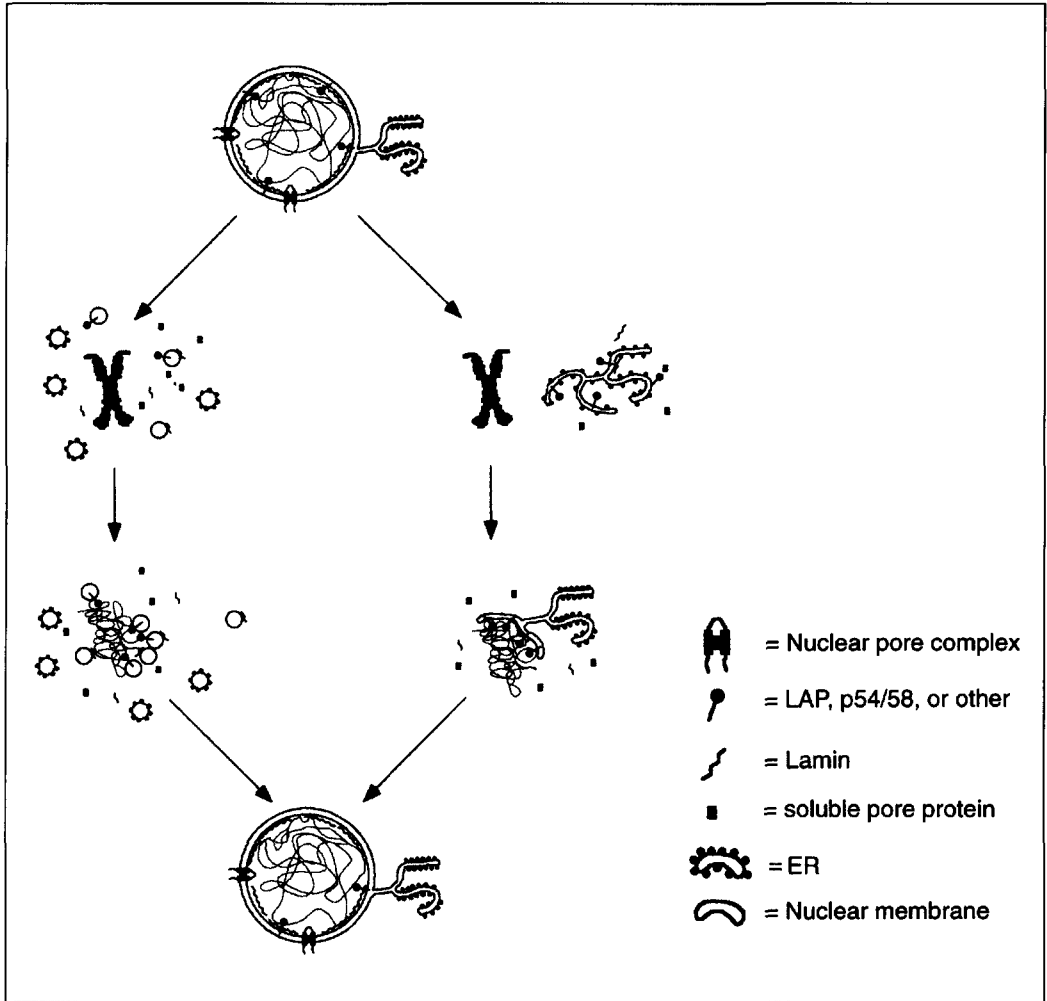 = Nuclear pore complex
= LAP, p54/58, or other
= Lamin
= soluble pore protein
= ER
= Nuclear membrane